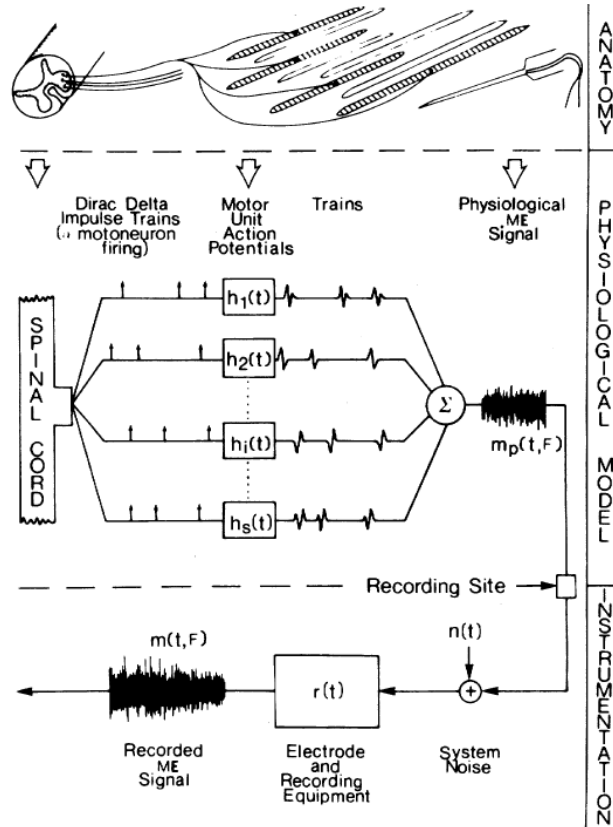 ANATOMY
Dirac Delta
Impulse Trains
(α motoneuron
firing)
Motor
Unit
Action
Potentials
Trains
Physiological
ME
Signal
PHYSIOLOGICAL MODEL
SPINAL CORD
h1(t)
h2(t)
hi(t)
hs(t)
Σ
mp(t,F)
Recording Site
INSTRUMENTATION
m(t,F)
r(t)
n(t)
+
Recorded
ME
Signal
Electrode
and
Recording
Equipment
System
Noise